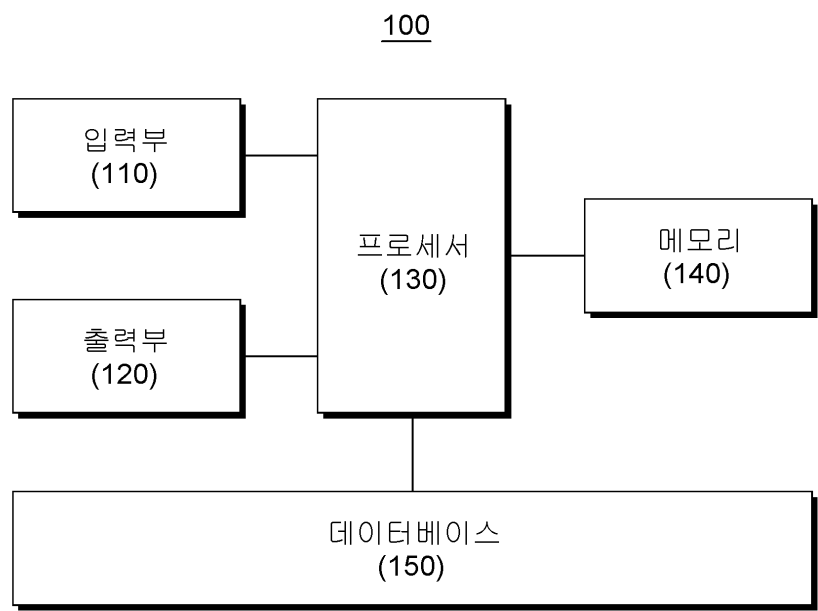 100
입력부
(110)
프로세서
(130)
메모리
(140)
출력부
(120)
데이터베이스
(150)